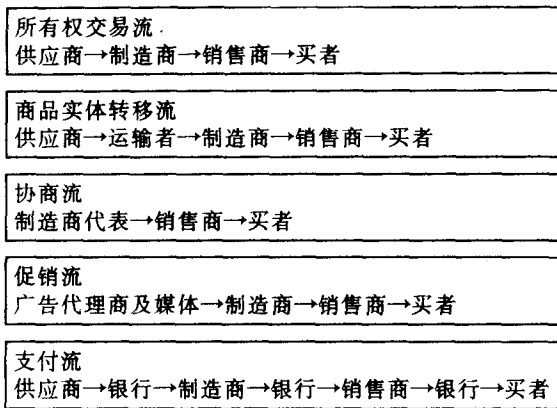 所有权交易流
供应商→制造商→销售商→买者
商品实体转移流
供应商→运输者→制造商→销售商→买者
协商流
制造商代表→销售商→买者
促销流
广告代理商及媒体→制造商→销售商→买者
支付流
供应商→银行→制造商→银行→销售商→银行→买者